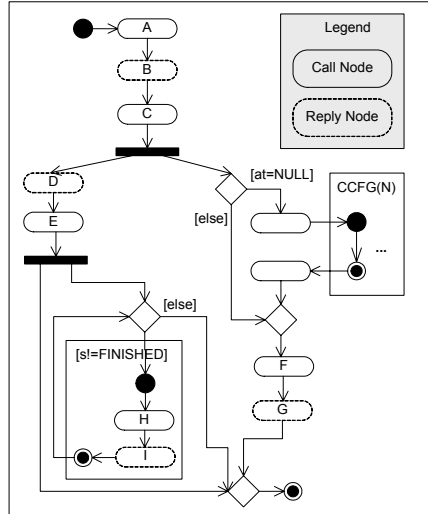 Legend
Call Node
Reply Node
A
B
C
D
E
[at=NULL]
[else]
CCFG(N)
...
[else]
[s!=FINISHED]
F
G
H
I